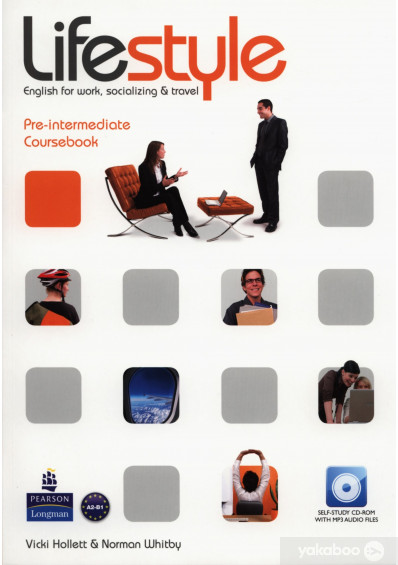 Lifestyle
English for work, socializing & travel
Pre-intermediate
Coursebook
PEARSON
Longman
A2-B1
SELF-STUDY CD-ROM
WITH MP3 AUDIO FILES
Vicki Hollett & Norman Whitby
yakaboo